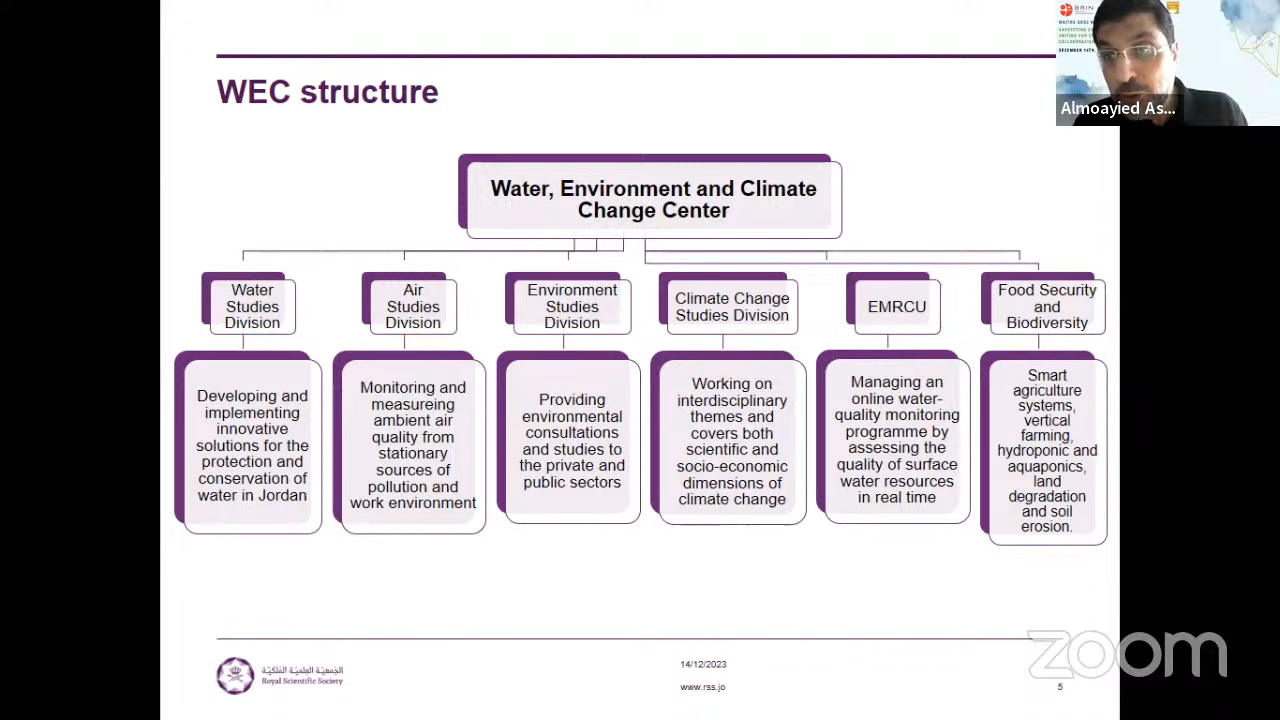 WEC structure
Water, Environment and Climate
Change Center
Water
Studies
Division
Air
Studies
Division
Environment
Studies
Division
Climate Change
Studies Division
EMRCU
Food Security
and
Biodiversity
Developing and
implementing
innovative
solutions for the
protection and
conservation of
water in Jordan
Monitoring and
measureing
ambient air
quality from
stationary
sources of
pollution and
work environment
Providing
environmental
consultations
and studies to
the private and
public sectors
Working on
interdisciplinary
themes and
covers both
scientific and
socio-economic
dimensions of
climate change
Managing an
online water-
quality monitoring
programme by
assessing the
quality of surface
water resources
in real time
Smart
agriculture
systems,
vertical
farming,
hydroponic and
aquaponics,
land
degradation
and soil
erosion.
الجمعية العلمية الملكية
Royal Scientific Society
14/12/2023
www.rss.jo
5
zoom
BRIN
DECEMBER 14TH,
Almoayied As...